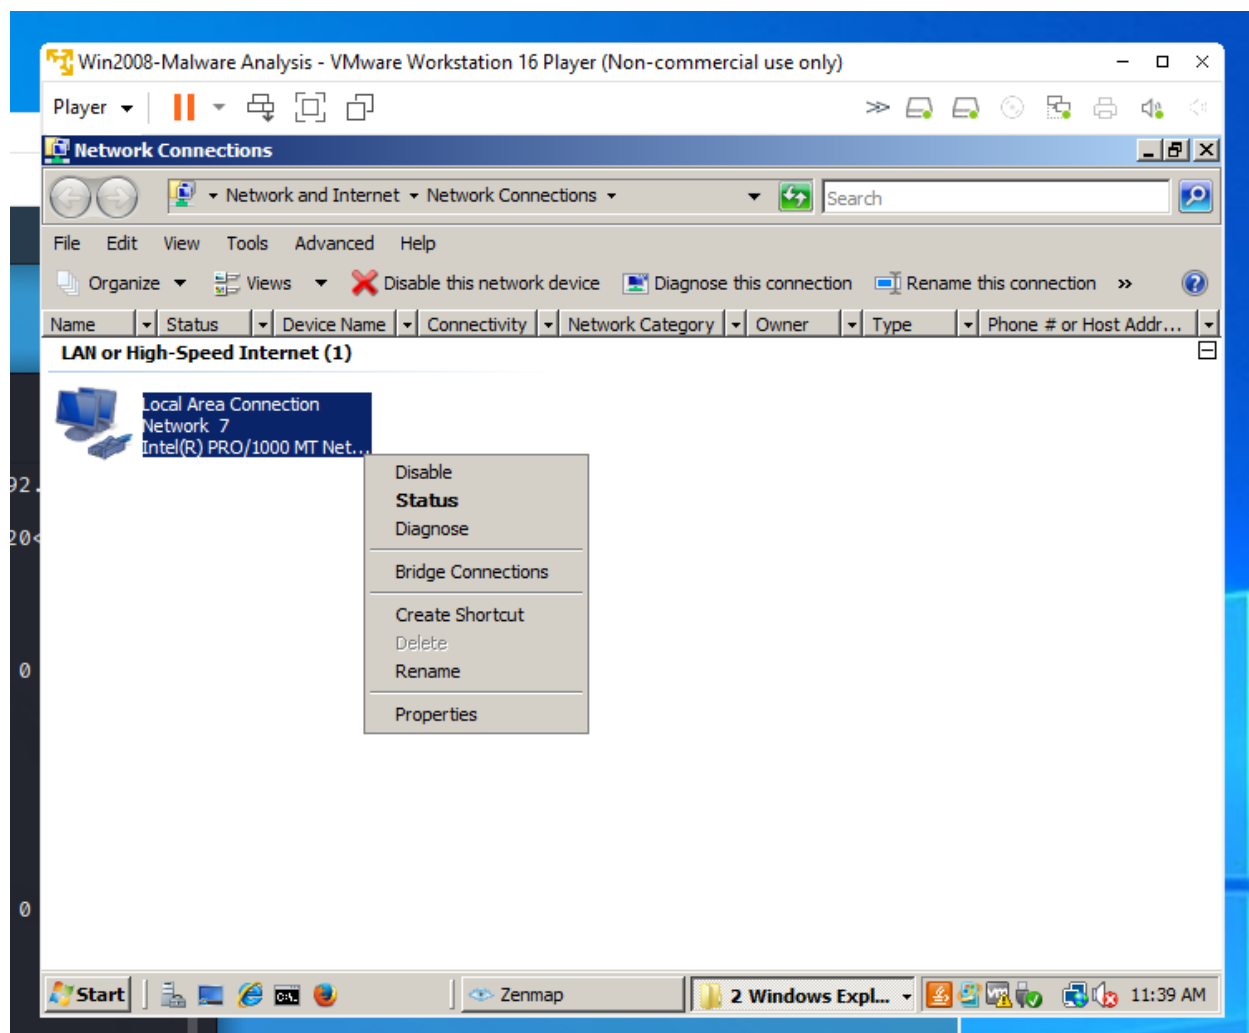 Win2008-Malware Analysis - VMware Workstation 16 Player (Non-commercial use only)
Player
Network Connections
Network and Internet Network Connections Search
File Edit View Tools Advanced Help
Organize Views Disable this network device Diagnose this connection Rename this connection »
Name Status Device Name Connectivity Network Category Owner Type Phone # or Host Addr...
LAN or High-Speed Internet (1)
Local Area Connection
Network 7
Intel(R) PRO/1000 MT Net...
Disable
92.
Status
Diagnose
20<
Bridge Connections
Create Shortcut
Delete
0
Rename
Properties
0
Start C:\. Zenmap 2 Windows Expl... 11:39 AM